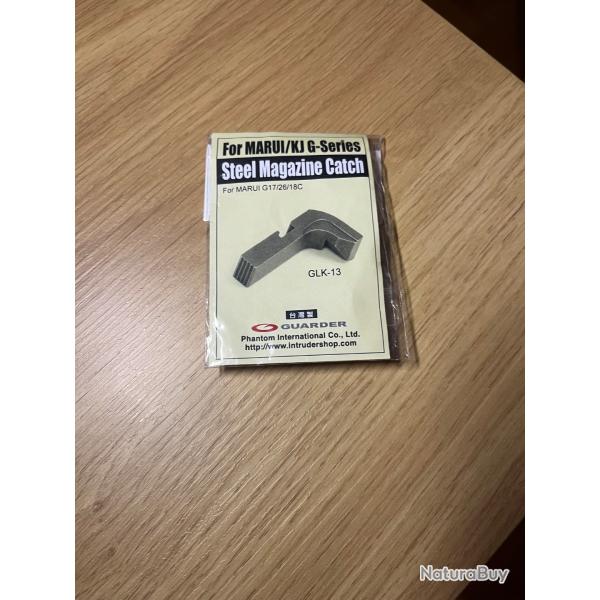 For MARUI/KJ G-Series
Steel Magazine Catch
For MARUI G17/26/18C
GLK-13
台灣製
GUARDER
Phantom International Co., Ltd.
http://www.intrudershop.com
NaturaBuy